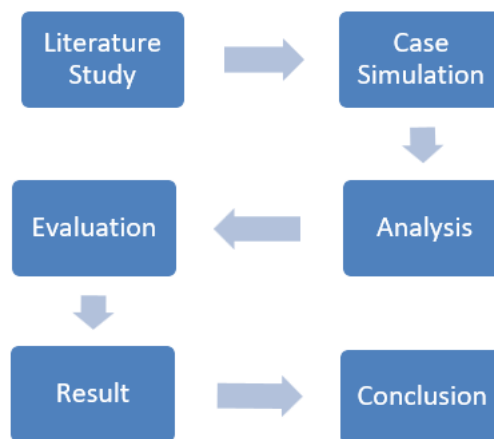 Literature
Study
Case
Simulation
Analysis
Evaluation
Result
Conclusion